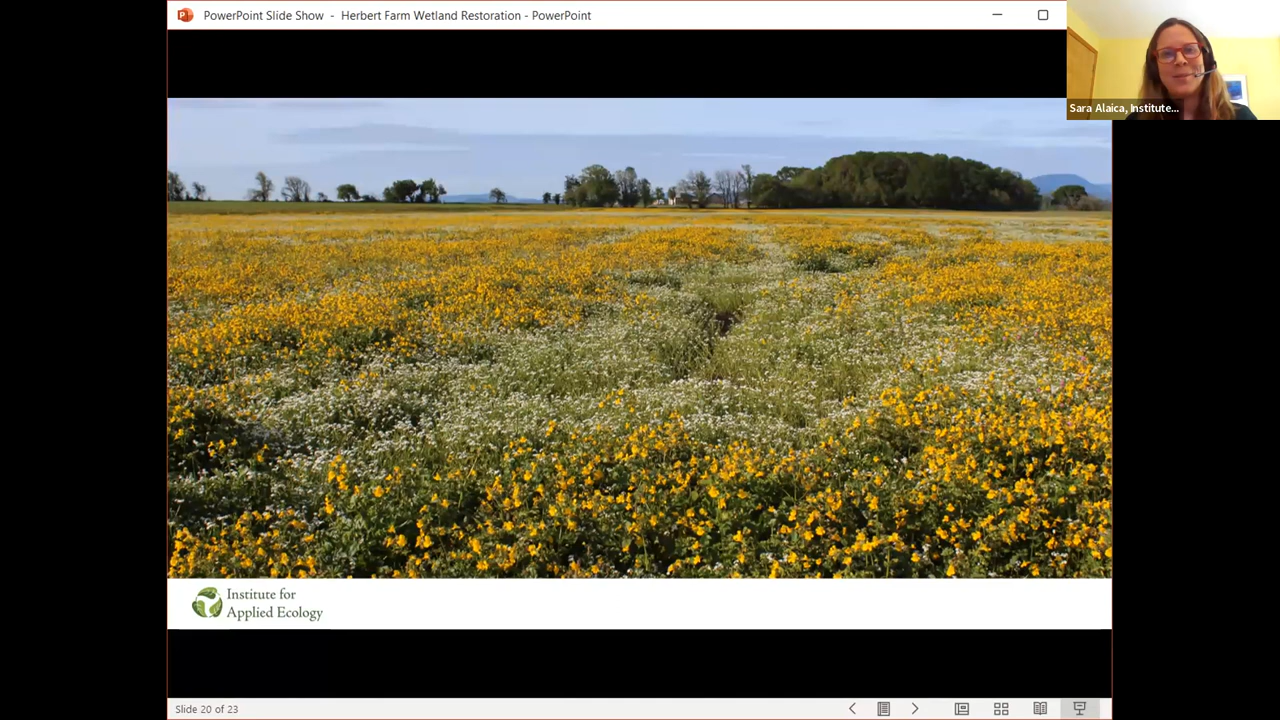 PowerPoint Slide Show - Herbert Farm Wetland Restoration - PowerPoint
Sara Alaica, Institute...
Institute for
Applied Ecology
Slide 20 of 23